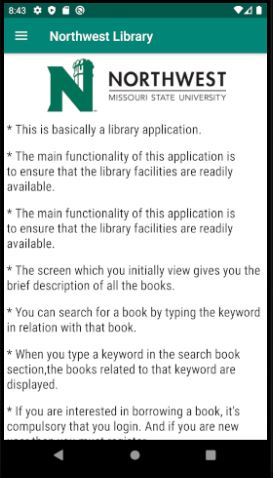 8:43
Northwest Library
N
NORTHWEST
MISSOURI STATE UNIVERSITY
* This is basically a library application.
* The main functionality of this application is
to ensure that the library facilities are readily
available.
* The main functionality of this application is
to ensure that the library facilities are readily
available.
* The screen which you initially view gives you the
brief description of all the books.
* You can search for a book by typing the keyword
in relation with that book.
* When you type a keyword in the search book
section,the books related to that keyword are
displayed.
* If you are interested in borrowing a book, it's
compulsory that you login. And if you are new
user then you must register